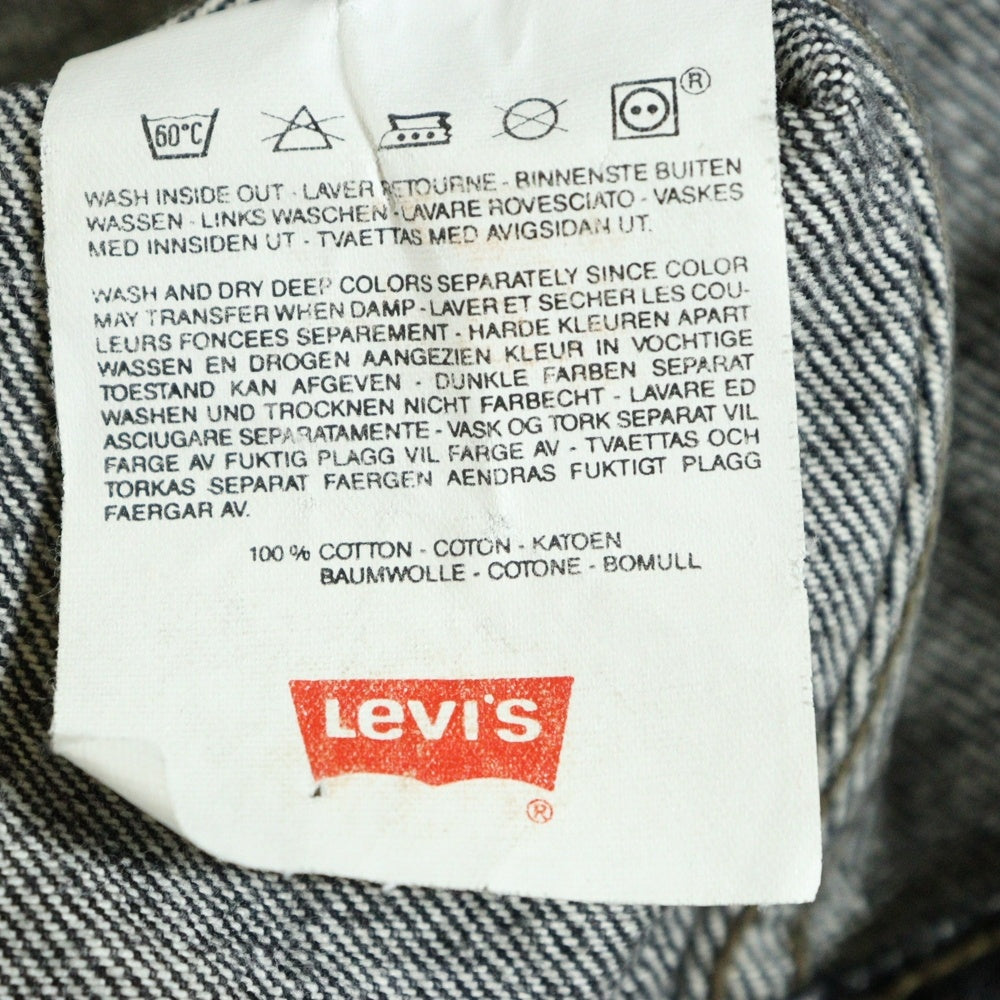 60°C
®
WASH INSIDE OUT - LAVER RETOURNE - BINNENSTE BUITEN
WASSEN - LINKS WASCHEN - LAVARE ROVESCIATO - VASKES
MED INNSIDEN UT - TVAETTAS MED AVIGSIDAN UT.
WASH AND DRY DEEP COLORS SEPARATELY SINCE COLOR
MAY TRANSFER WHEN DAMP - LAVER ET SECHER LES COU-
LEURS FONCEES SEPAREMENT - HARDE KLEUREN APART
WASSEN EN DROGEN AANGEZIEN KLEUR IN VOCHTIGE
TOESTAND KAN AFGEVEN - DUNKLE FARBEN SEPARAT
WASHEN UND TROCKNEN NICHT FARBECHT - LAVARE ED
ASCIUGARE SEPARATAMENTE - VASK OG TORK SEPARAT VIL
FARGE AV FUKTIG PLAGG VIL FARGE AV - TVAETTAS OCH
TORKAS SEPARAT FAERGEN AENDRAS FUKTIGT PLAGG
FAERGAR AV.
100 % COTTON - COTON - KATOEN
BAUMWOLLE - COTONE - BOMULL
LEVI'S
®